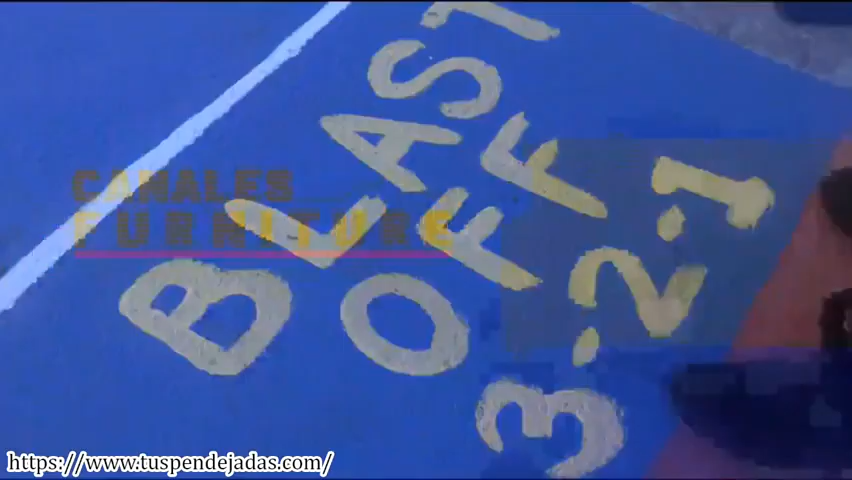 BLAST
OFF
3-2-1
CANALES
FURNITURE
https://www.tuspendejadas.com/